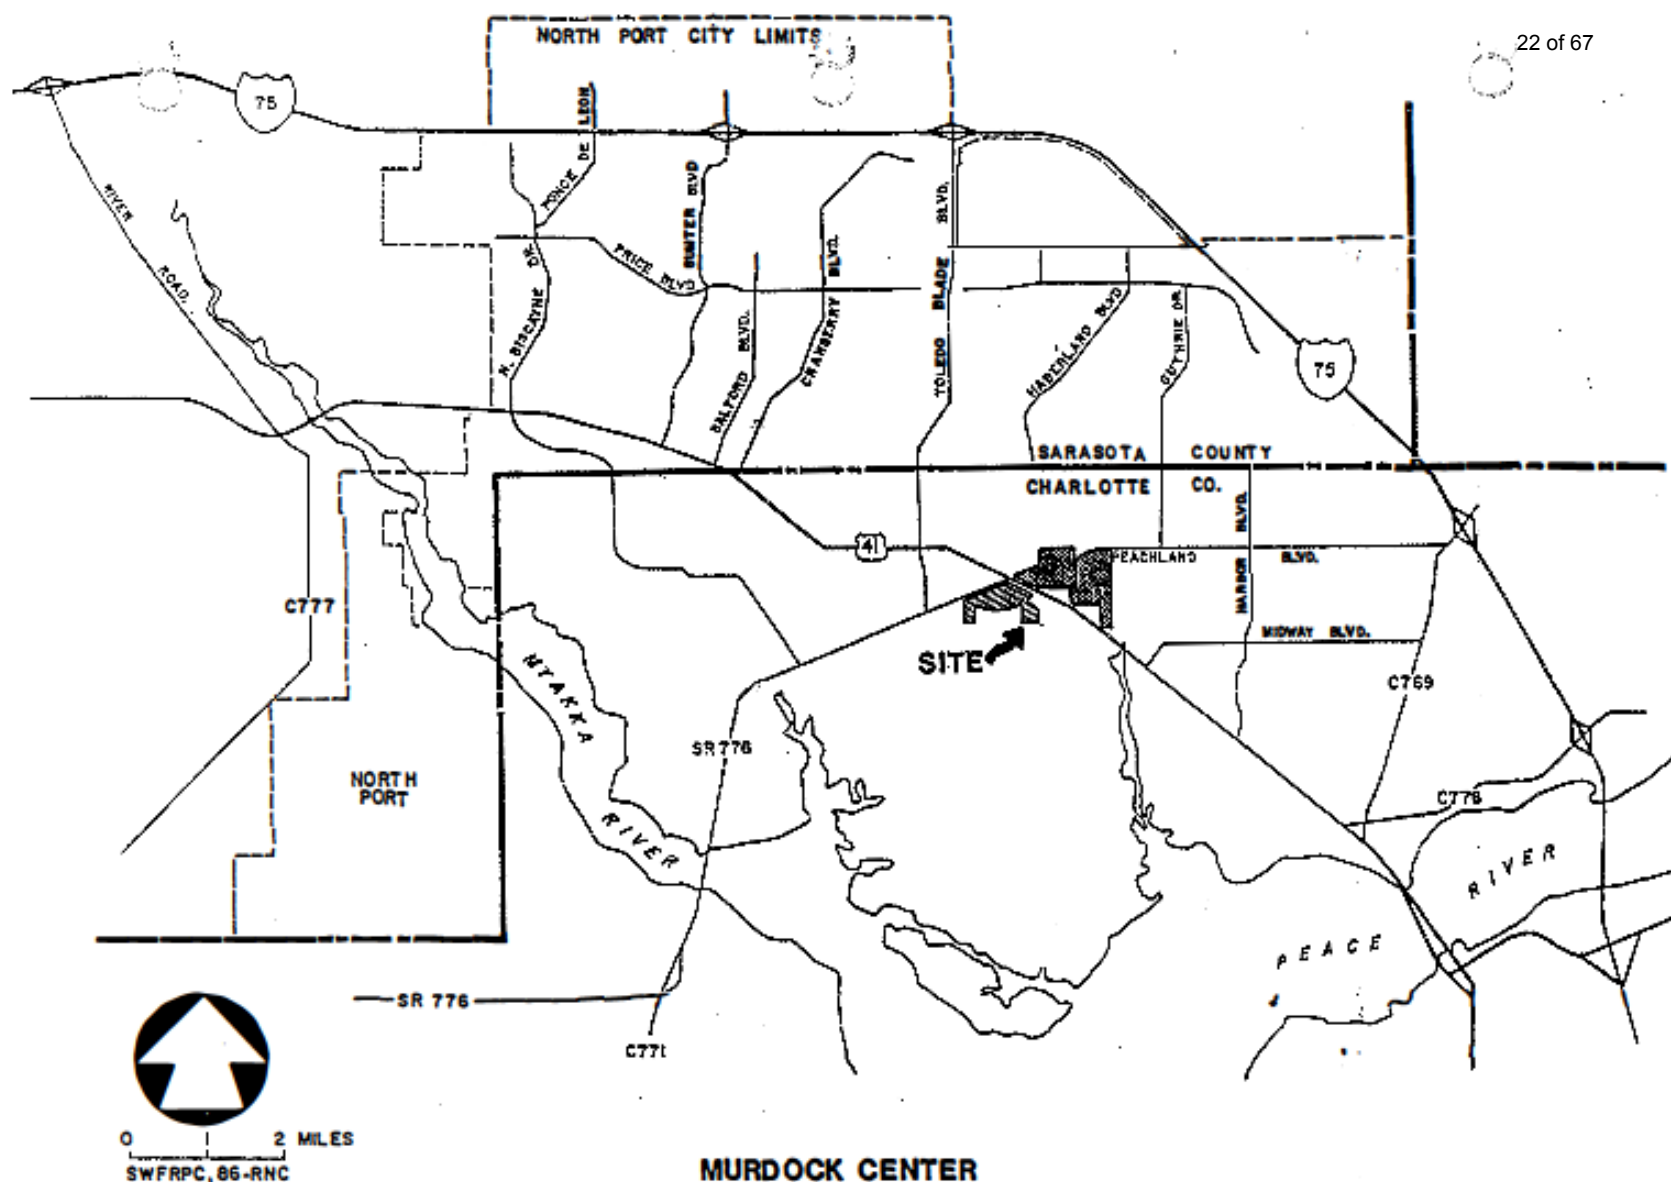 22 of 67
NORTH PORT CITY LIMITS
75
PONCE DE LEON
RIVER ROAD.
SUMTER BLVD
TOLEDO BLADE BLVD.
PRICE BLVD
N. BISCAYNE DR.
SALFORD BLVD.
CRANBERRY BLVD.
HABERLAND BLVD
GUTHRIE DR.
75
SARASOTA COUNTY
CHARLOTTE CO.
41
PEACHLAND BLVD.
HARBOR BLVD.
C777
MIDWAY BLVD.
SITE
MYAKKA RIVER
C769
SR 776
NORTH
PORT
C776
PEACE RIVER
SR 776
C771
0 2 MILES
SWFRPC, 86-RNC
MURDOCK CENTER